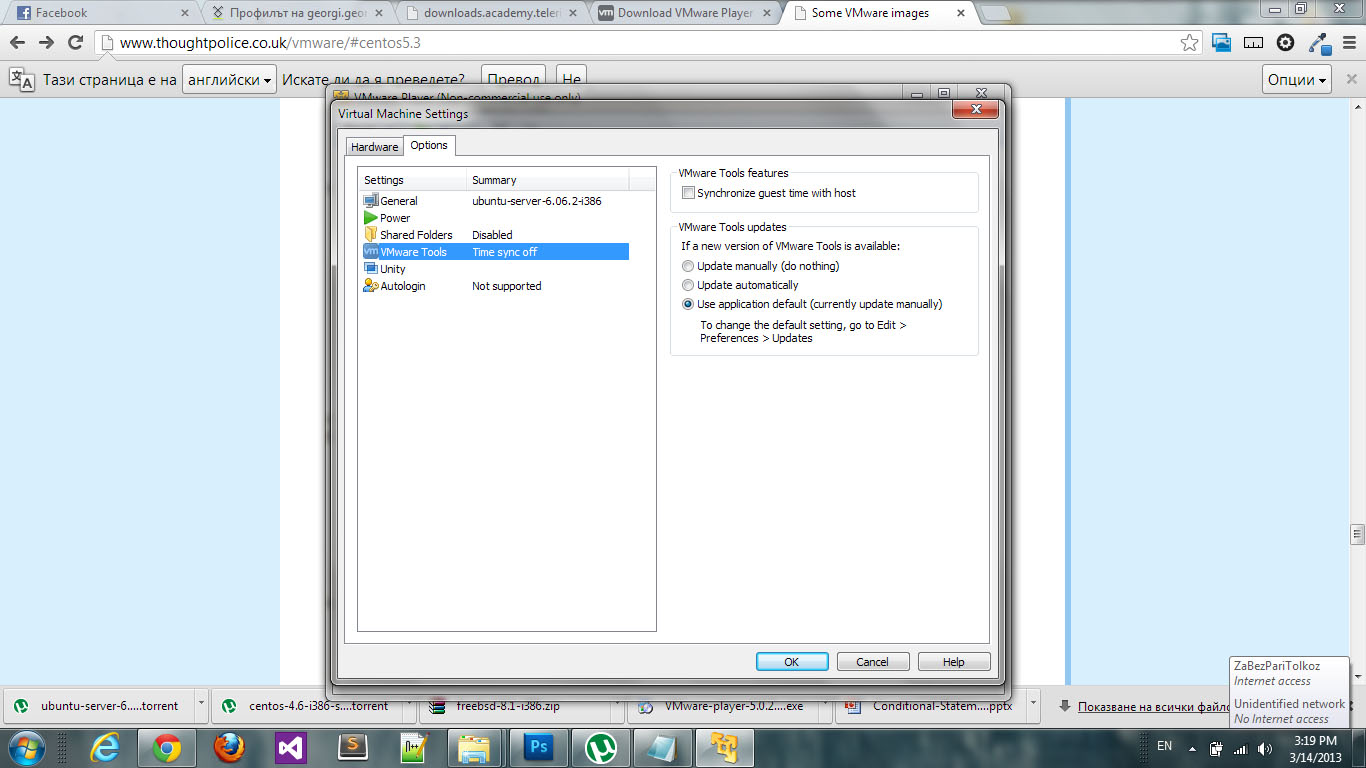 Facebook
Профилът на georgi.geor
downloads.academy.teleri
Download VMware Player
Some VMware images
www.thoughtpolice.co.uk/vmware/#centos5.3
Тази страница е на английски Искате ли да я преведете? Превод Не Опции
VMware Player (Non-commercial use only)
Virtual Machine Settings
Hardware Options
Settings Summary
General ubuntu-server-6.06.2-i386
Power
Shared Folders Disabled
VMware Tools Time sync off
Unity
Autologin Not supported
VMware Tools features
Synchronize guest time with host
VMware Tools updates
If a new version of VMware Tools is available:
Update manually (do nothing)
Update automatically
Use application default (currently update manually)
To change the default setting, go to Edit >
Preferences > Updates
OK Cancel Help
ZaBezPariTolkoz
Internet access
Unidentified network
No Internet access
ubuntu-server-6.....torrent
centos-4.6-i386-s....torrent
freebsd-8.1-i386.zip
VMware-player-5.0.2....exe
Conditional-Statem....pptx
Показване на всички файло
EN
3:19 PM
3/14/2013